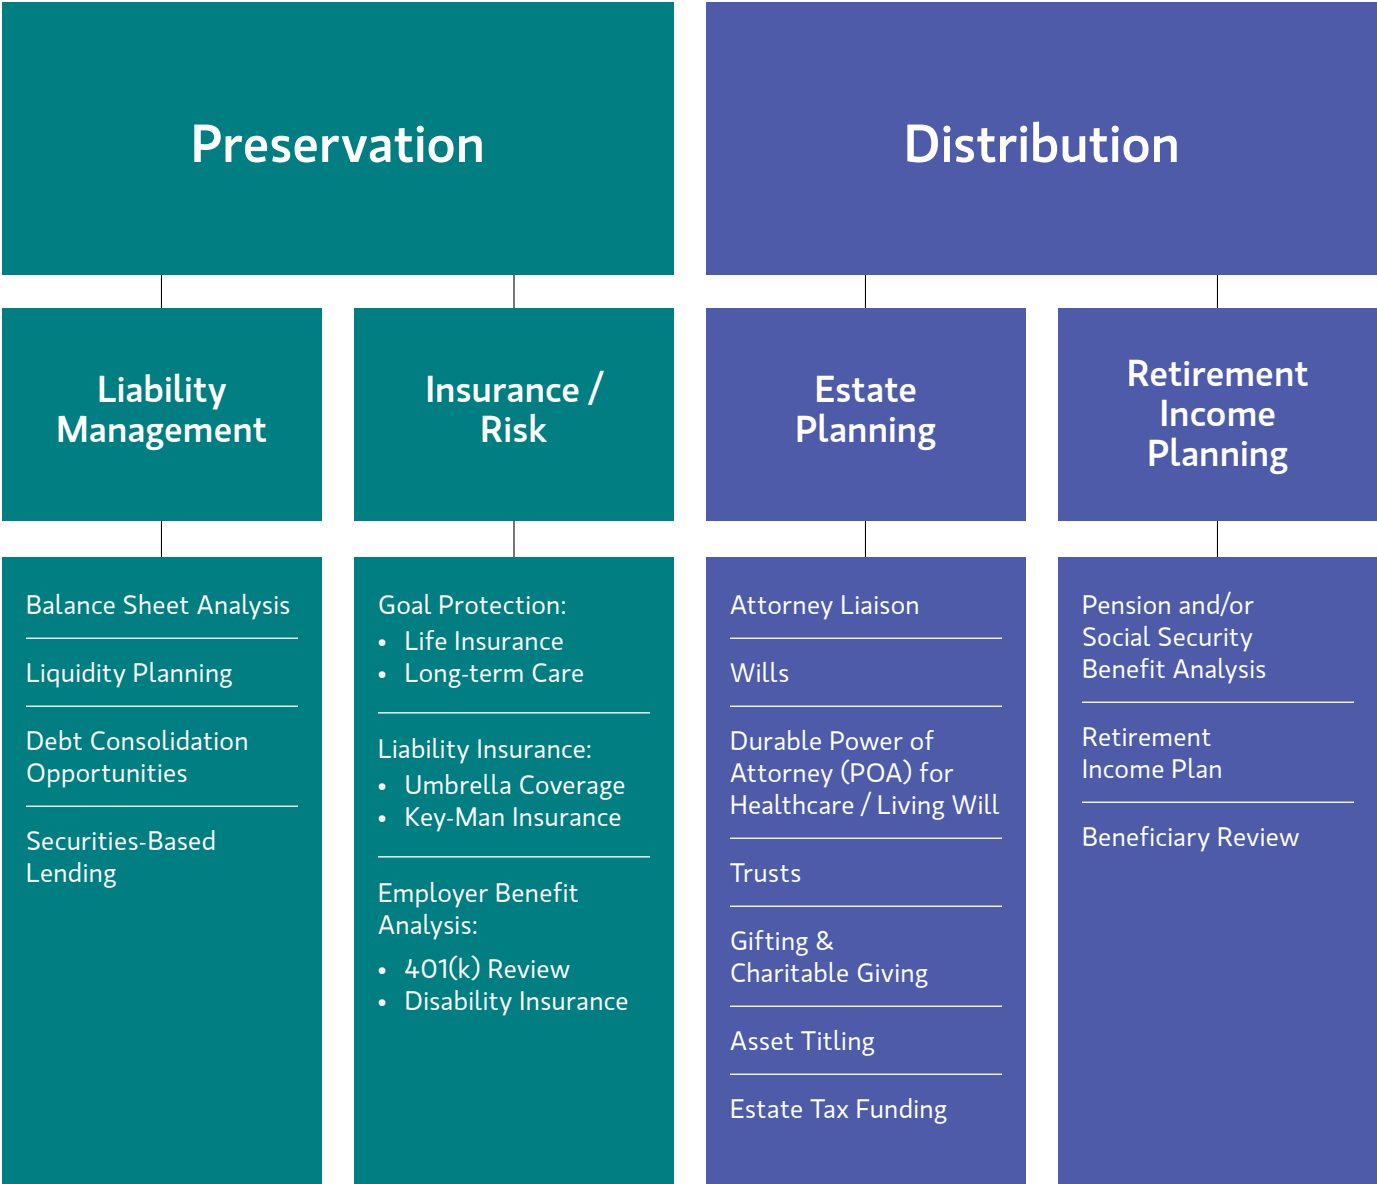 Preservation
Distribution
Liability
Management
Insurance /
Risk
Estate
Planning
Retirement
Income
Planning
Balance Sheet Analysis
Liquidity Planning
Debt Consolidation
Opportunities
Securities-Based
Lending
Goal Protection:
• Life Insurance
• Long-term Care
Liability Insurance:
• Umbrella Coverage
• Key-Man Insurance
Employer Benefit
Analysis:
• 401(k) Review
• Disability Insurance
Attorney Liaison
Wills
Durable Power of
Attorney (POA) for
Healthcare / Living Will
Trusts
Gifting &
Charitable Giving
Asset Titling
Estate Tax Funding
Pension and/or
Social Security
Benefit Analysis
Retirement
Income Plan
Beneficiary Review